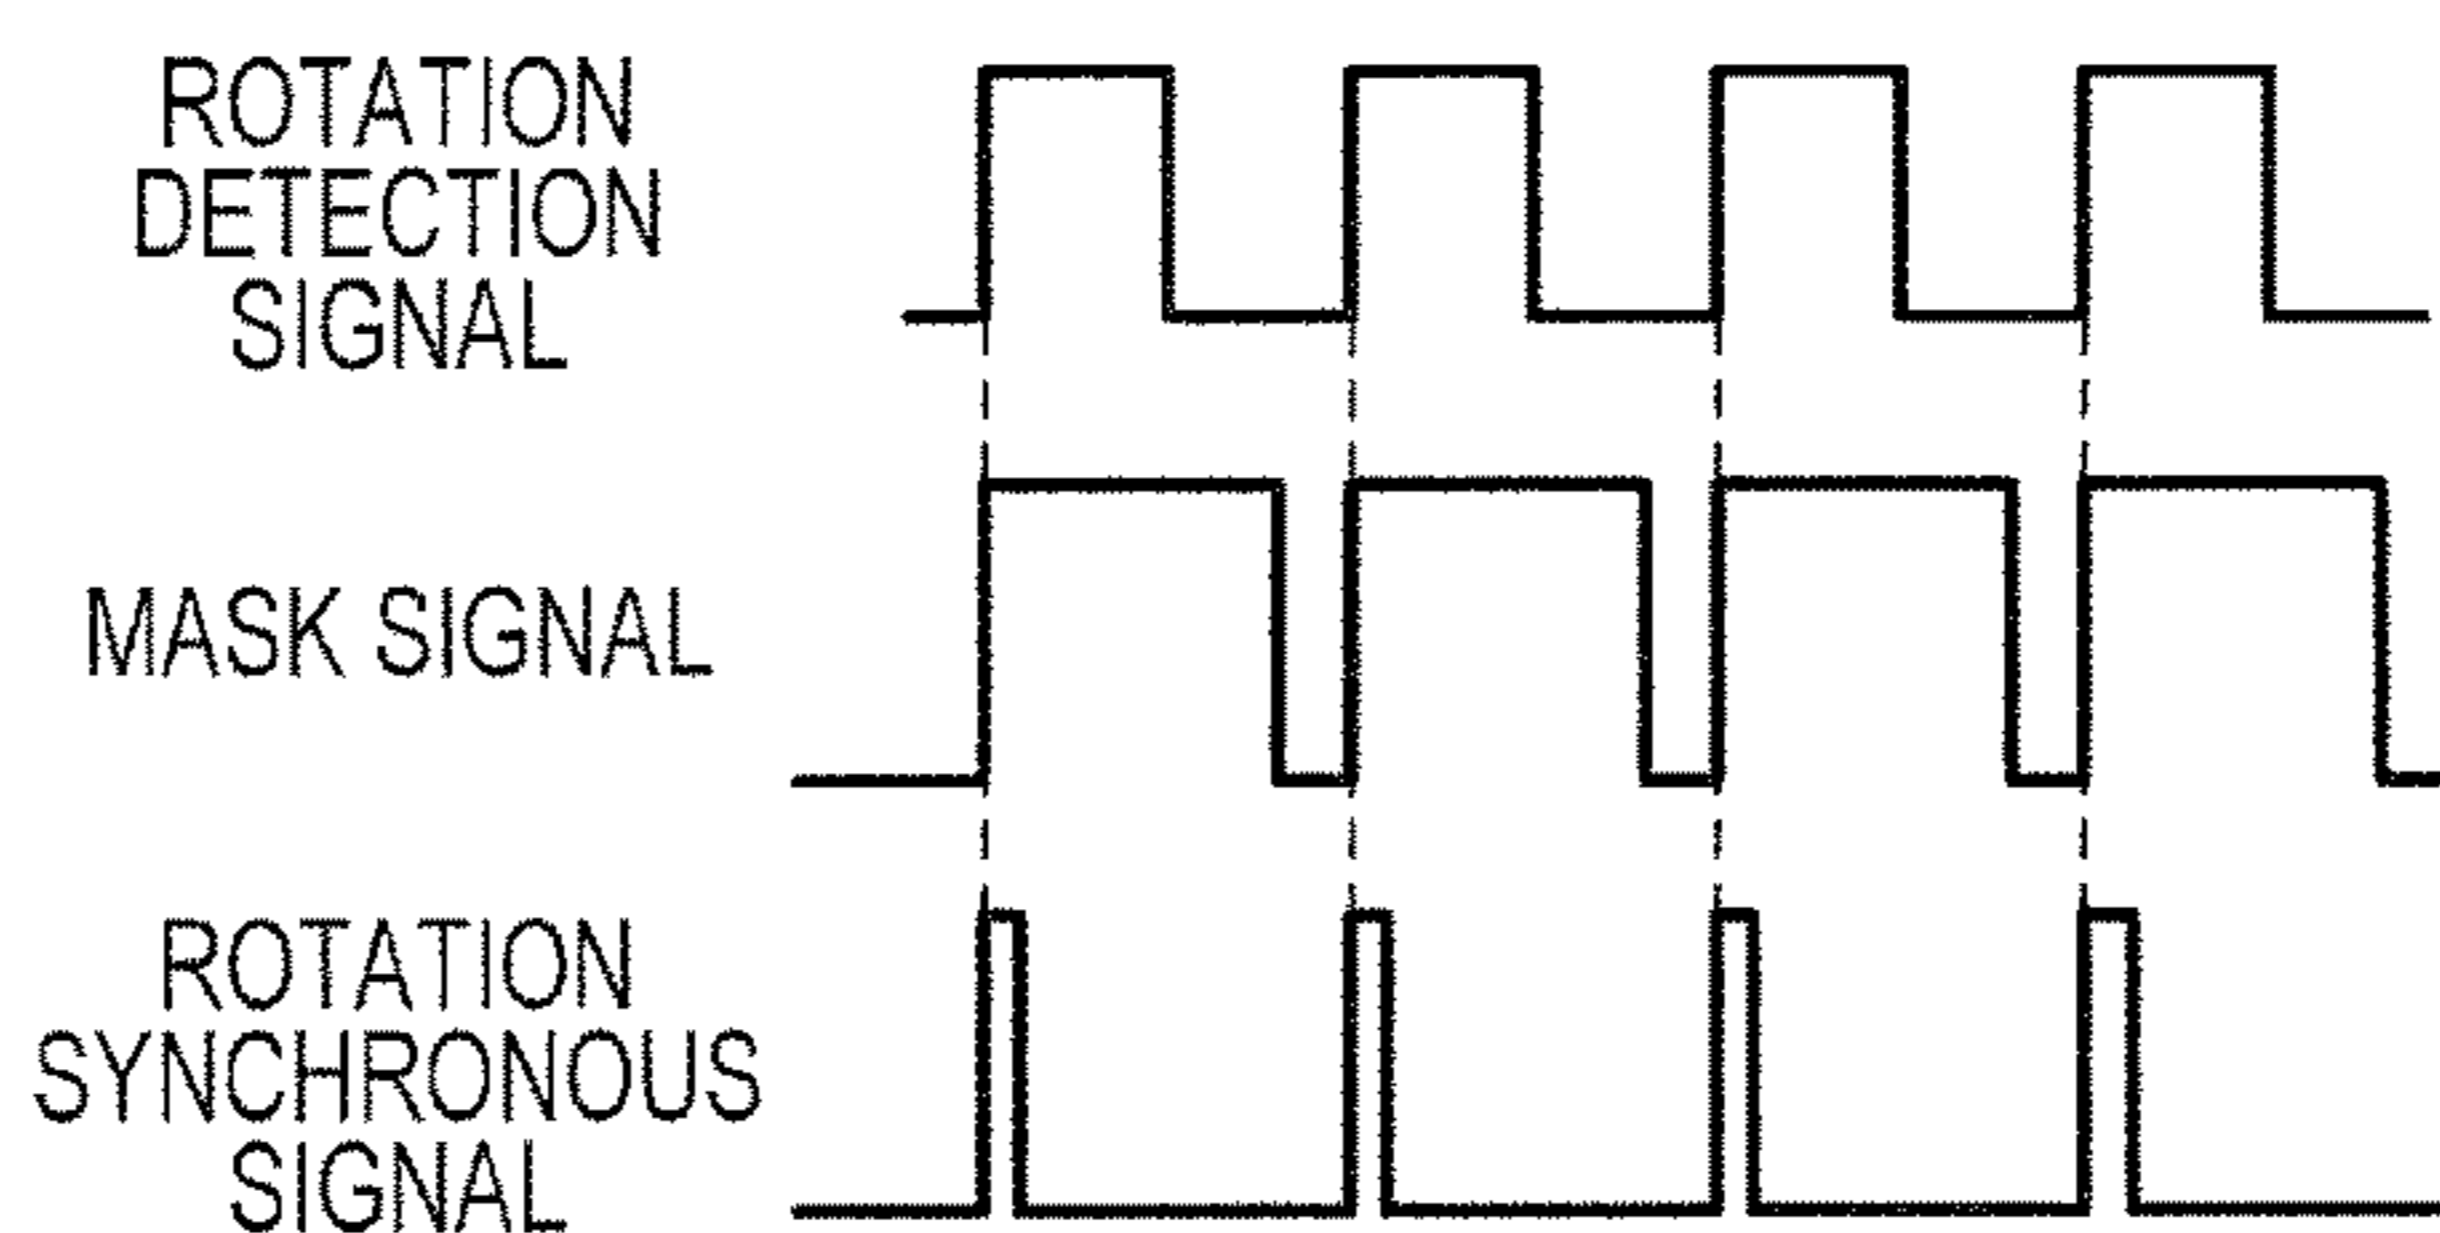 ROTATION
DETECTION
SIGNAL
MASK SIGNAL
ROTATION
SYNCHRONOUS
SIGNAL